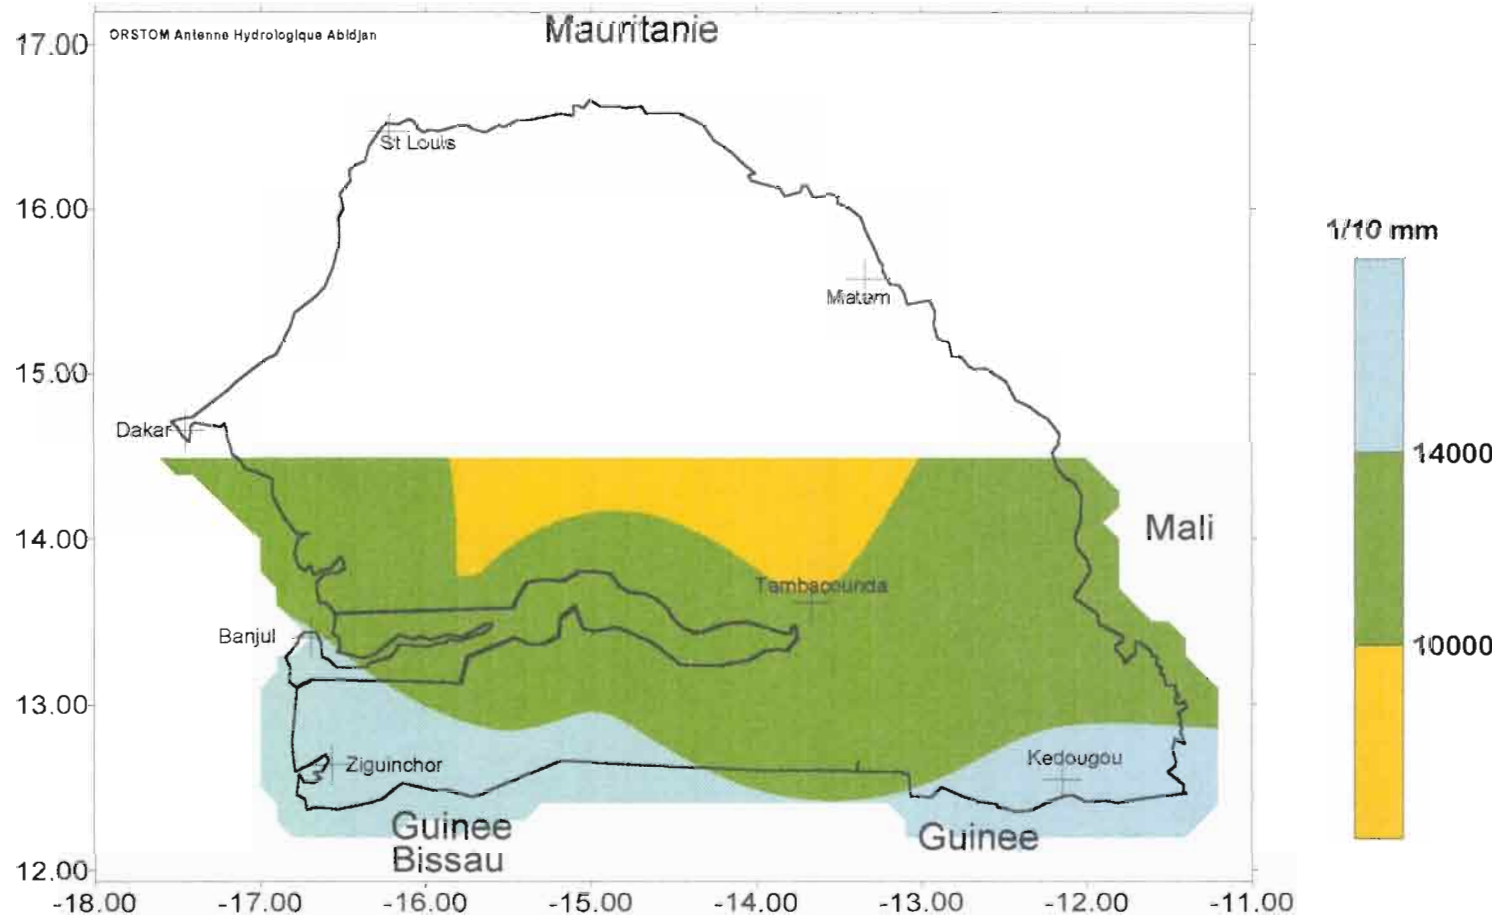 Mauritanie
ORSTOM Antenne Hydrologique Abidjan
17.00
16.00
15.00
14.00
13.00
12.00
St Louis
Matam
Dakar
Mali
Tambacounda
Banjul
Ziguinchor
Kedougou
Guinee
Bissau
Guinee
-18.00 -17.00 -16.00 -15.00 -14.00 -13.00 -12.00 -11.00
1/10 mm
14000
10000